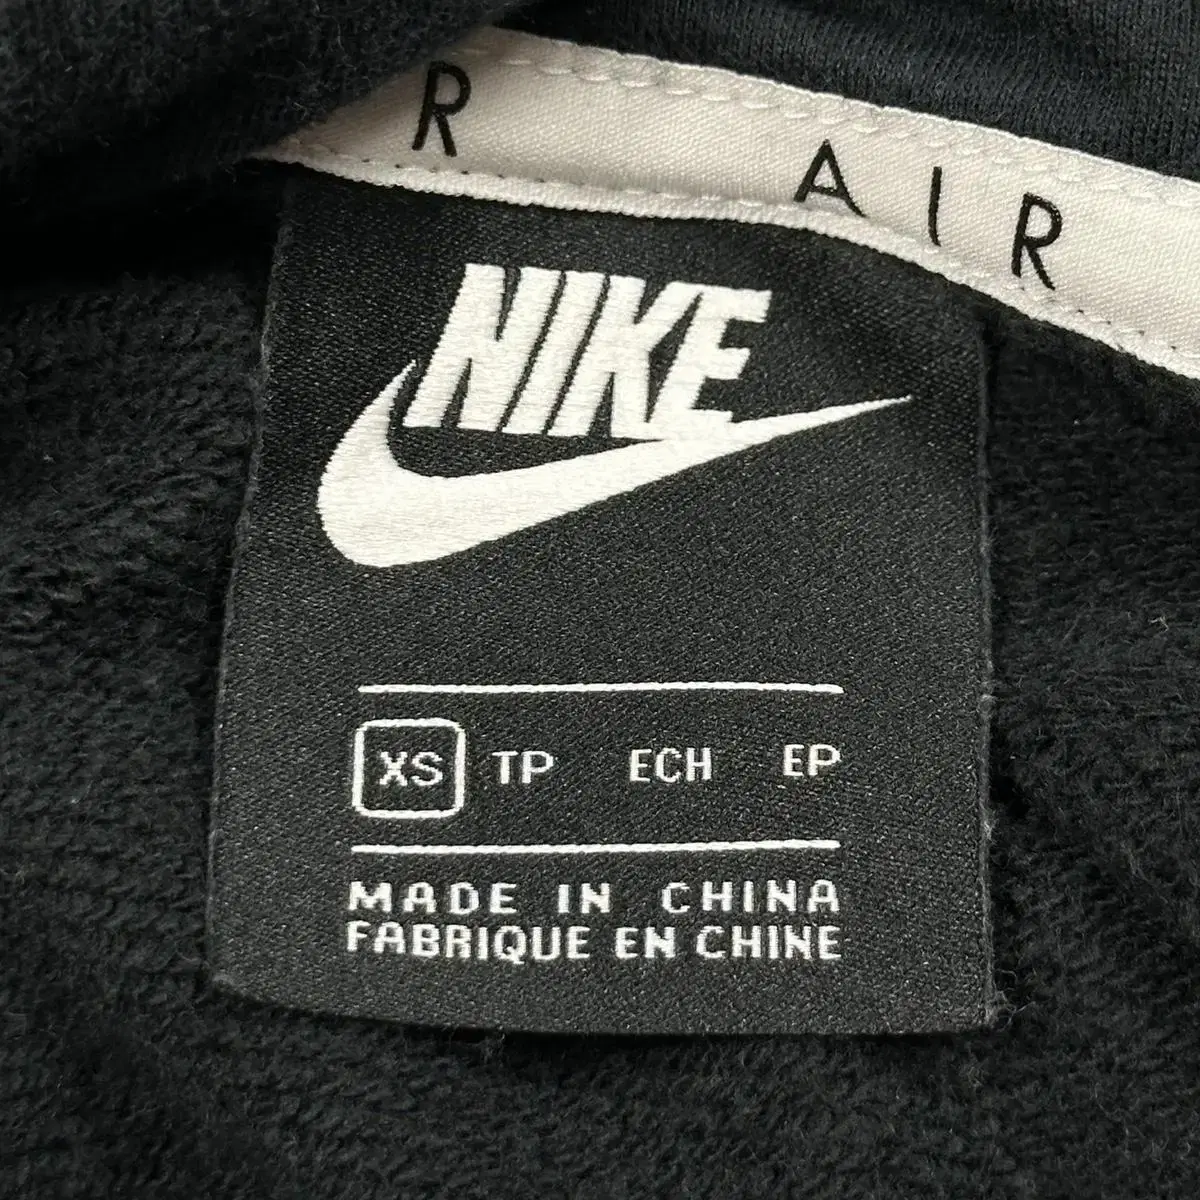 R AIR
NIKE
XS TP ECH EP
MADE IN CHINA
FABRIQUE EN CHINE